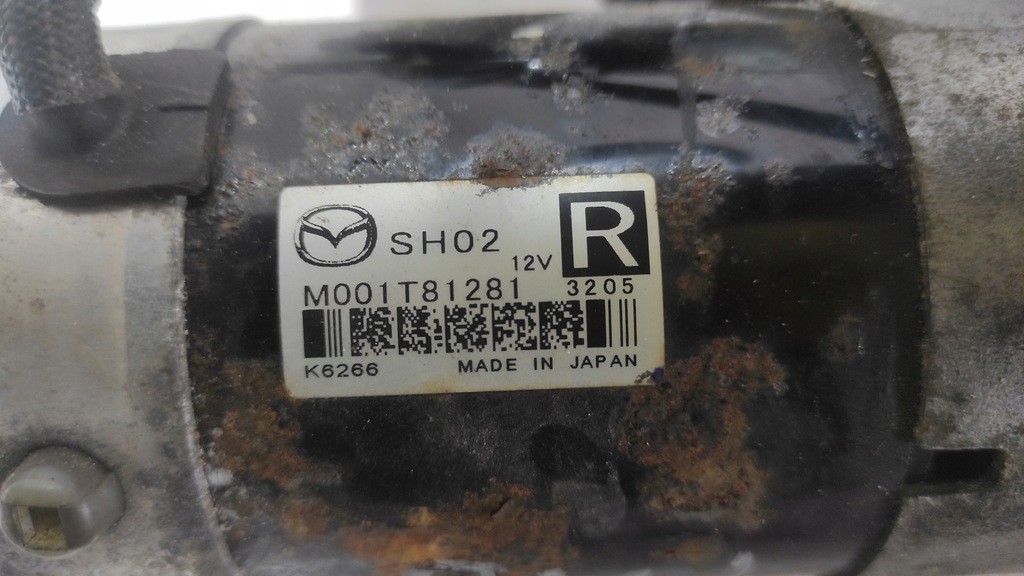 SH02
12V
R
M001T81281
3205
K6266
MADE IN JAPAN